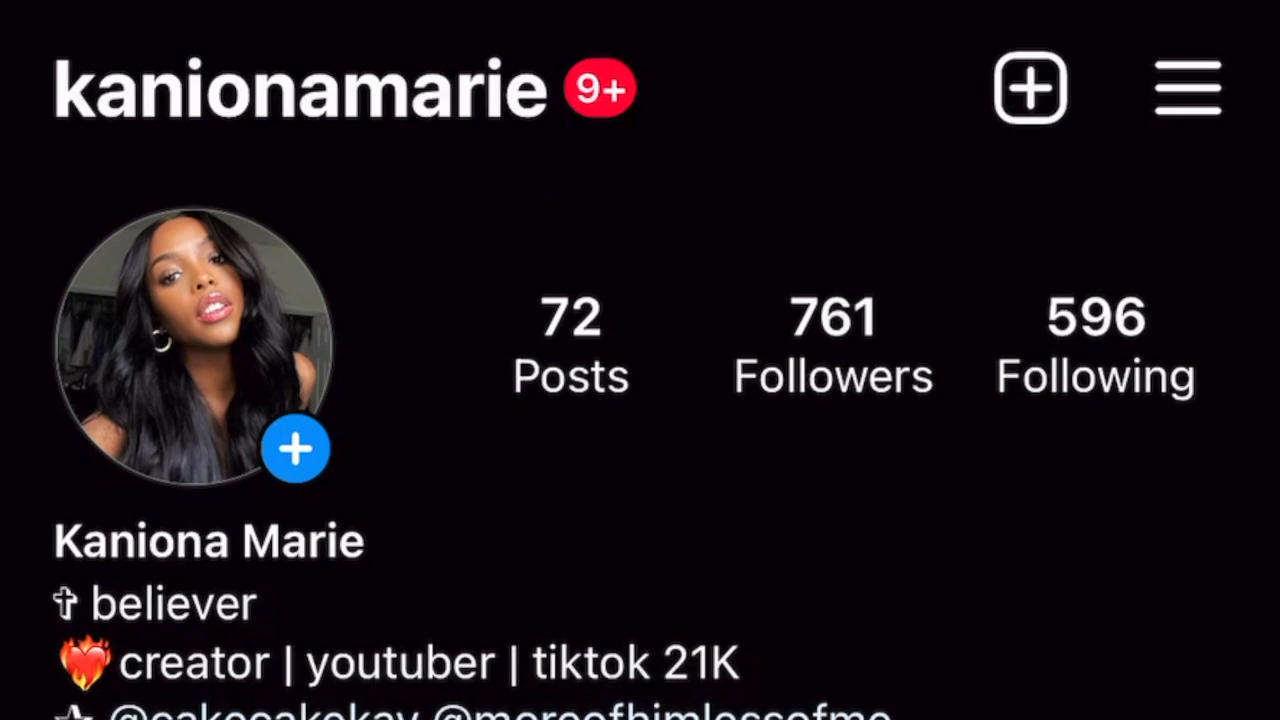 kanionamarie 9+
72 761 596
Posts Followers Following
Kaniona Marie
✞ believer
❤️‍🔥creator | youtuber | tiktok 21K